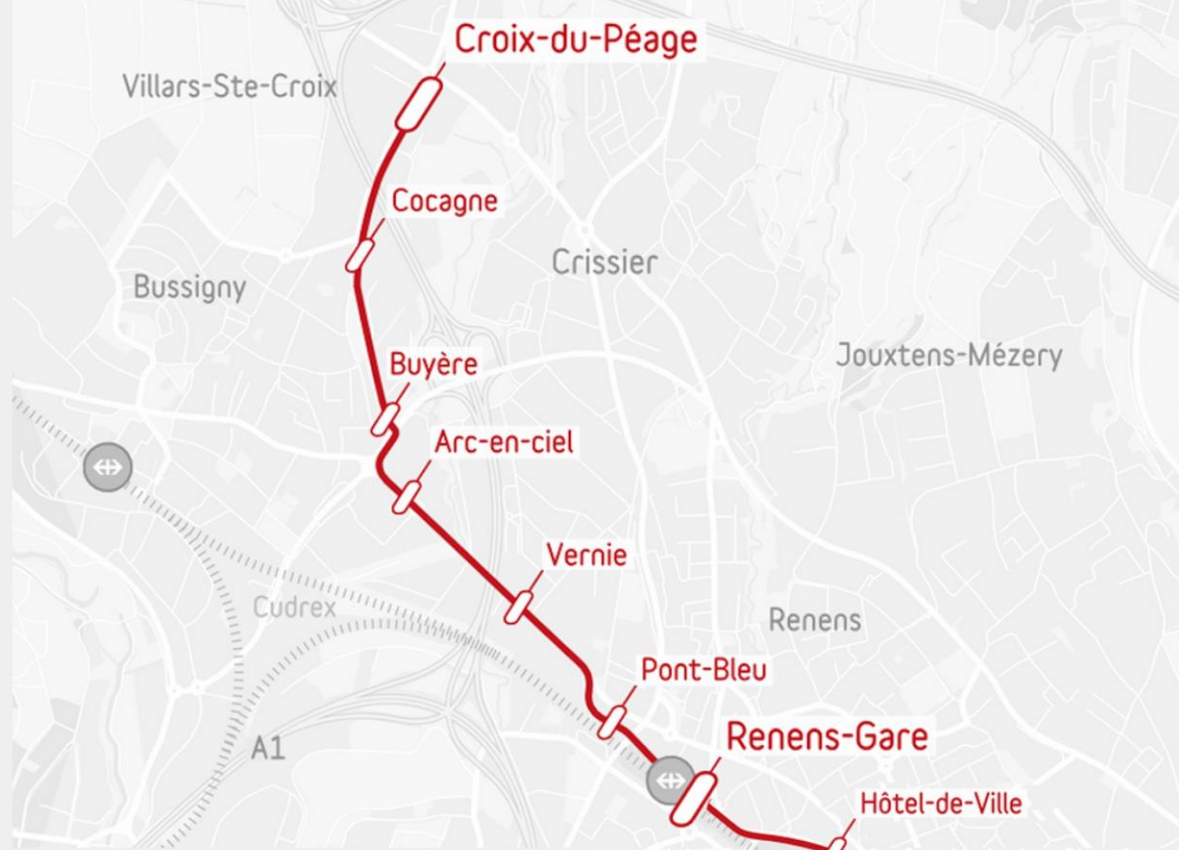 Croix-du-Péage
Villars-Ste-Croix
Cocagne
Crissier
Bussigny
Jouxtens-Mézery
Buyère
Arc-en-ciel
Vernie
Cudrex
Renens
Pont-Bleu
Renens-Gare
A1
Hôtel-de-Ville